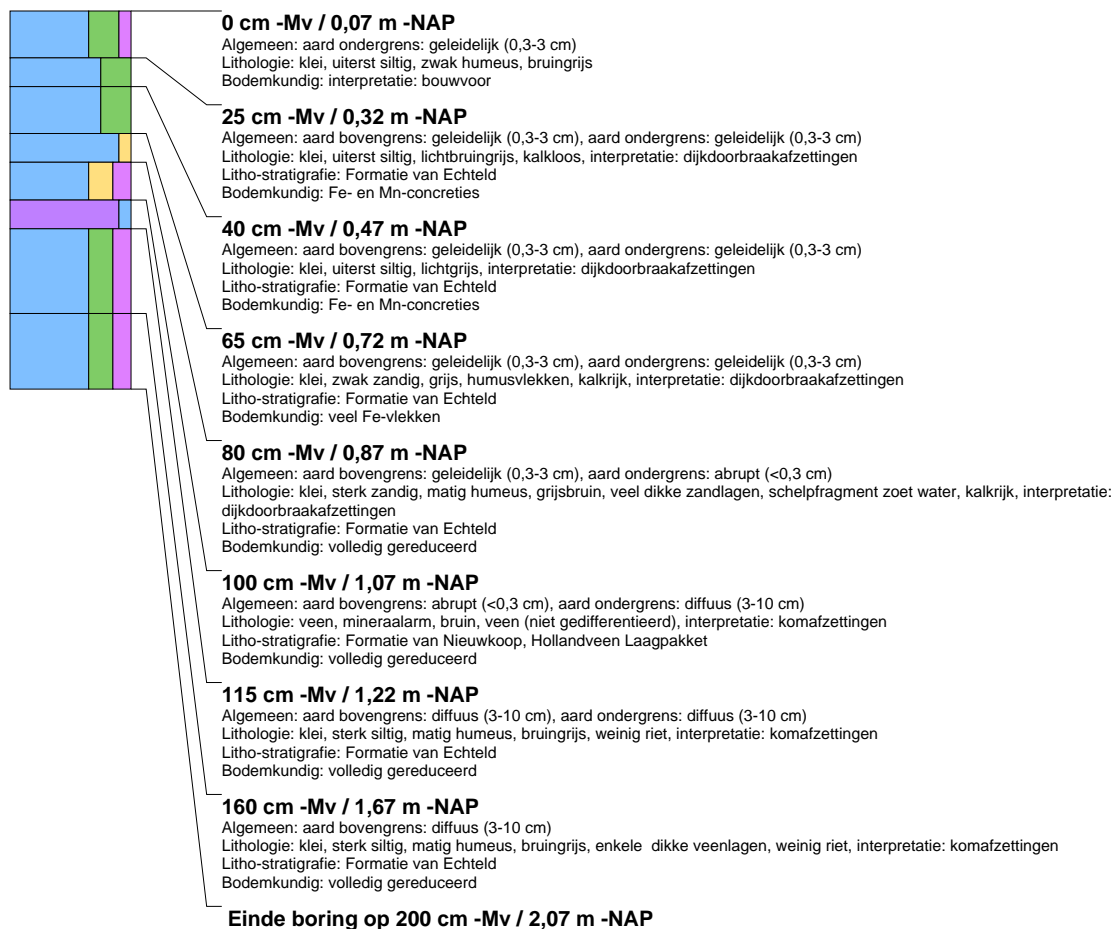 0 cm -Mv / 0,07 m -NAP
Algemeen: aard ondergrens: geleidelijk (0,3-3 cm)
Lithologie: klei, uiterst siltig, zwak humeus, bruingrijs
Bodemkundig: interpretatie: bouwvoor
25 cm -Mv / 0,32 m -NAP
Algemeen: aard bovengrens: geleidelijk (0,3-3 cm), aard ondergrens: geleidelijk (0,3-3 cm)
Lithologie: klei, uiterst siltig, lichtbruingrijs, kalkloos, interpretatie: dijkdoorbraakafzettingen
Litho-stratigrafie: Formatie van Echteld
Bodemkundig: Fe- en Mn-concreties
40 cm -Mv / 0,47 m -NAP
Algemeen: aard bovengrens: geleidelijk (0,3-3 cm), aard ondergrens: geleidelijk (0,3-3 cm)
Lithologie: klei, uiterst siltig, lichtgrijs, interpretatie: dijkdoorbraakafzettingen
Litho-stratigrafie: Formatie van Echteld
Bodemkundig: Fe- en Mn-concreties
65 cm -Mv / 0,72 m -NAP
Algemeen: aard bovengrens: geleidelijk (0,3-3 cm), aard ondergrens: geleidelijk (0,3-3 cm)
Lithologie: klei, zwak zandig, grijs, humusvlekken, kalkrijk, interpretatie: dijkdoorbraakafzettingen
Litho-stratigrafie: Formatie van Echteld
Bodemkundig: veel Fe-vlekken
80 cm -Mv / 0,87 m -NAP
Algemeen: aard bovengrens: geleidelijk (0,3-3 cm), aard ondergrens: abrupt (<0,3 cm)
Lithologie: klei, sterk zandig, matig humeus, grijsbruin, veel dikke zandlagen, schelpfragment zoet water, kalkrijk, interpretatie:
dijkdoorbraakafzettingen
Litho-stratigrafie: Formatie van Echteld
Bodemkundig: volledig gereduceerd
100 cm -Mv / 1,07 m -NAP
Algemeen: aard bovengrens: abrupt (<0,3 cm), aard ondergrens: diffuus (3-10 cm)
Lithologie: veen, mineraalarm, bruin, veen (niet gedifferentieerd), interpretatie: komafzettingen
Litho-stratigrafie: Formatie van Nieuwkoop, Hollandveen Laagpakket
Bodemkundig: volledig gereduceerd
115 cm -Mv / 1,22 m -NAP
Algemeen: aard bovengrens: diffuus (3-10 cm), aard ondergrens: diffuus (3-10 cm)
Lithologie: klei, sterk siltig, matig humeus, bruingrijs, weinig riet, interpretatie: komafzettingen
Litho-stratigrafie: Formatie van Echteld
Bodemkundig: volledig gereduceerd
160 cm -Mv / 1,67 m -NAP
Algemeen: aard bovengrens: diffuus (3-10 cm)
Lithologie: klei, sterk siltig, matig humeus, bruingrijs, enkele  dikke veenlagen, weinig riet, interpretatie: komafzettingen
Litho-stratigrafie: Formatie van Echteld
Bodemkundig: volledig gereduceerd
Einde boring op 200 cm -Mv / 2,07 m -NAP